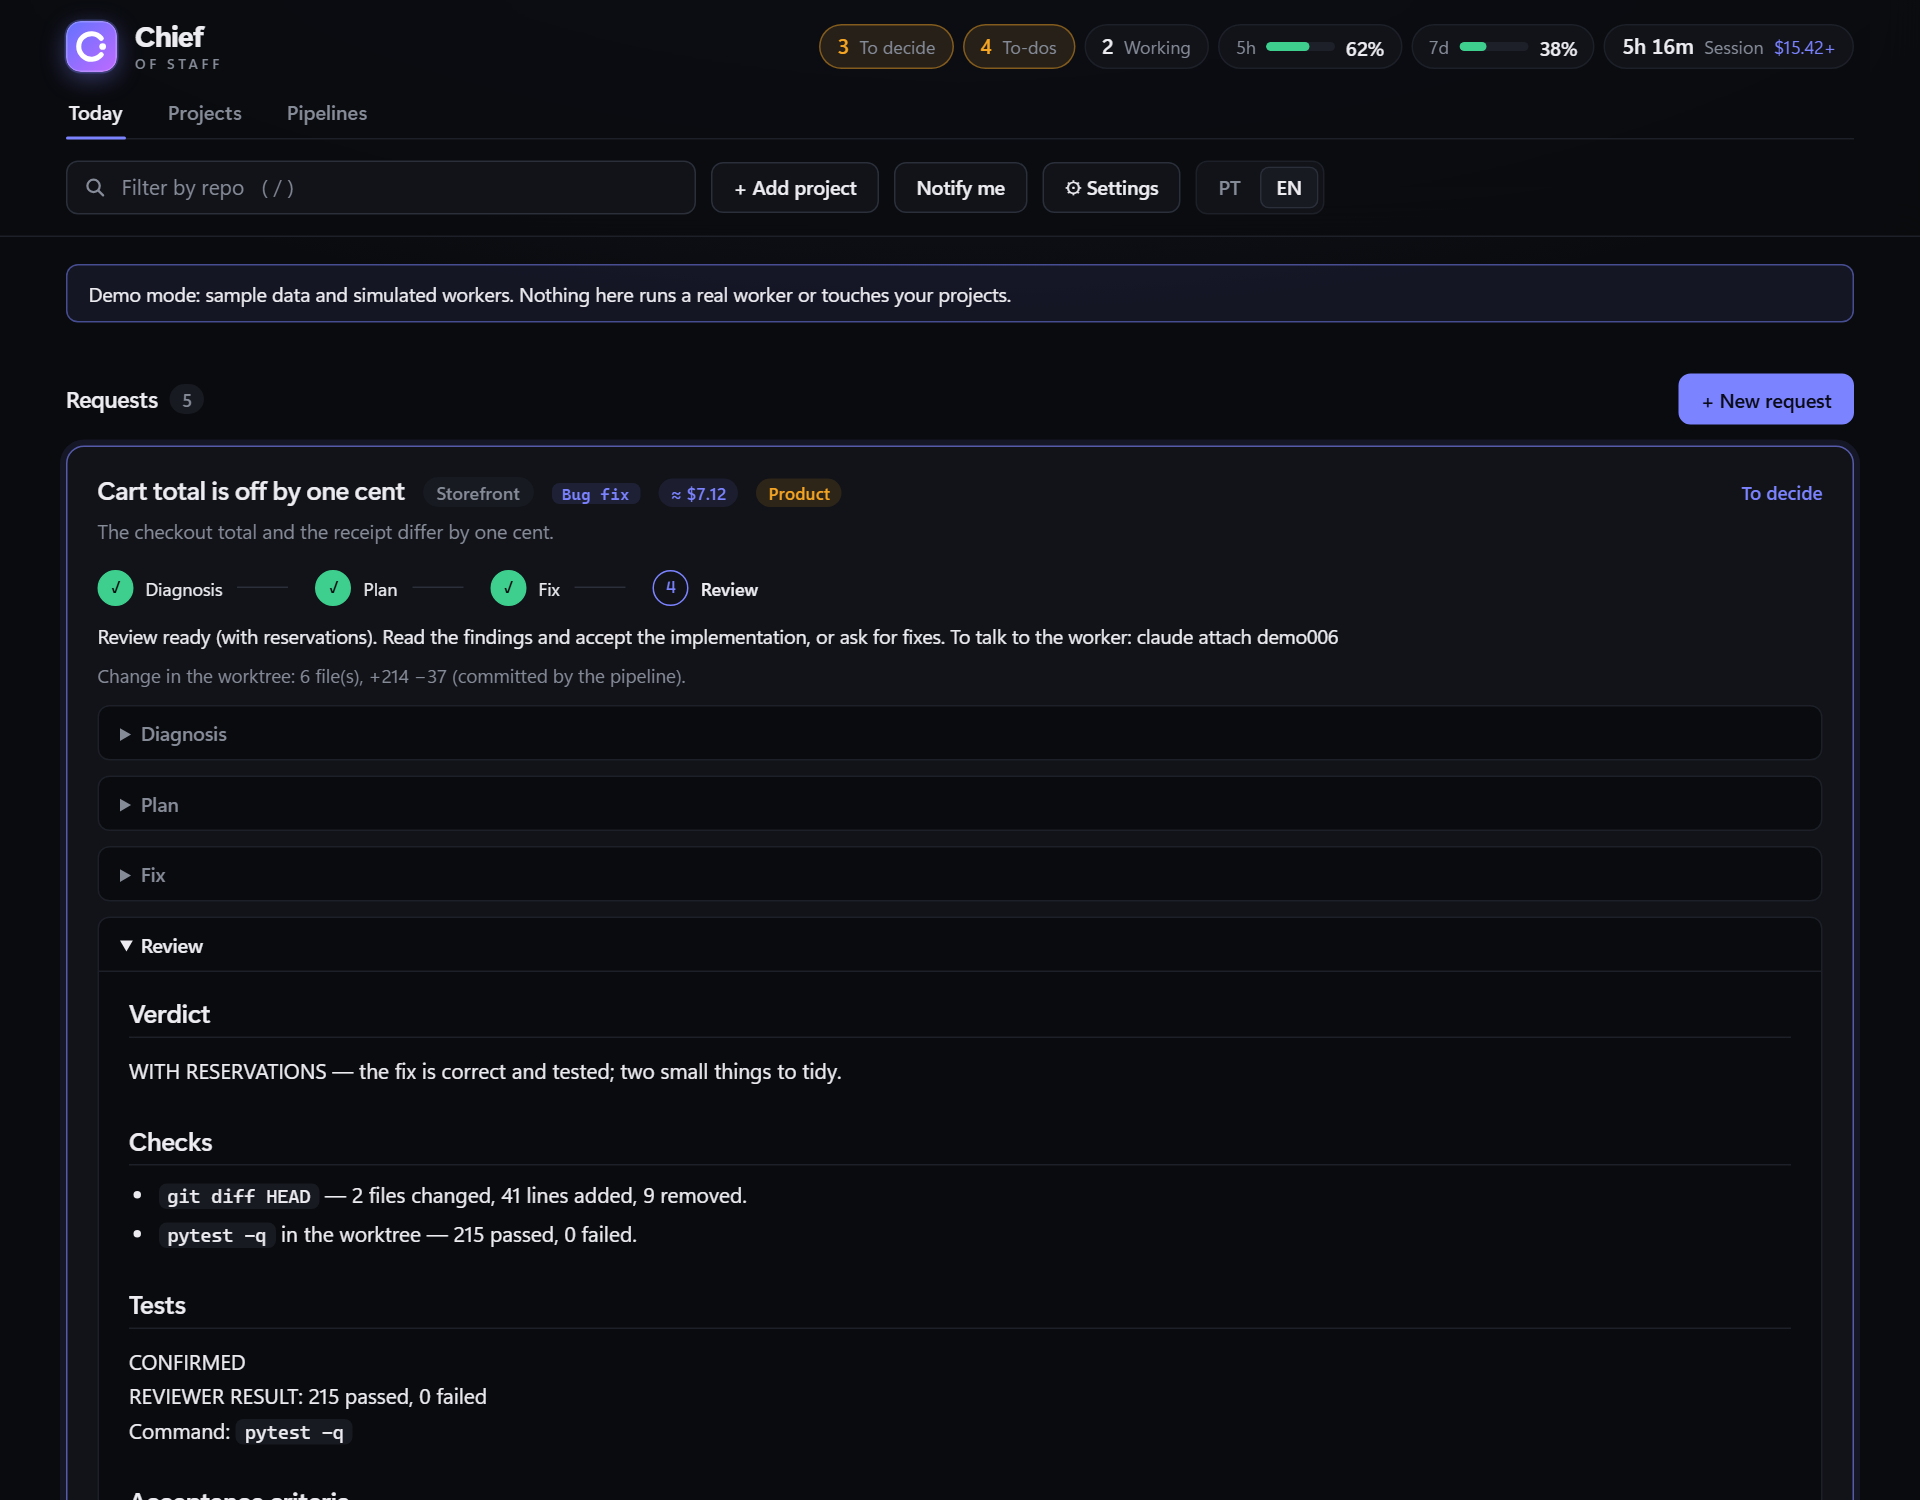 Chief
OF STAFF
3 To decide
4 To-dos
2 Working
5h 62%
7d 38%
5h 16m Session $15.42+
Today Projects Pipelines
Filter by repo ( / )
+ Add project
Notify me
⚙ Settings
PT EN
Demo mode: sample data and simulated workers. Nothing here runs a real worker or touches your projects.
Requests 5
+ New request
Cart total is off by one cent Storefront Bug fix ≈ $7.12 Product To decide
The checkout total and the receipt differ by one cent.
✓ Diagnosis ✓ Plan ✓ Fix 4 Review
Review ready (with reservations). Read the findings and accept the implementation, or ask for fixes. To talk to the worker: claude attach demo006
Change in the worktree: 6 file(s), +214 −37 (committed by the pipeline).
▶ Diagnosis
▶ Plan
▶ Fix
▼ Review
Verdict
WITH RESERVATIONS — the fix is correct and tested; two small things to tidy.
Checks
• git diff HEAD — 2 files changed, 41 lines added, 9 removed.
• pytest -q in the worktree — 215 passed, 0 failed.
Tests
CONFIRMED
REVIEWER RESULT: 215 passed, 0 failed
Command: pytest -q
Acceptance criteria